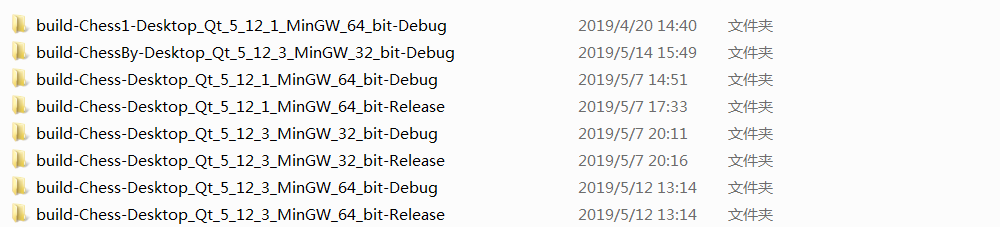 build-Chess1-Desktop_Qt_5_12_1_MinGW_64_bit-Debug 2019/4/20 14:40 文件夹
build-ChessBy-Desktop_Qt_5_12_3_MinGW_32_bit-Debug 2019/5/14 15:49 文件夹
build-Chess-Desktop_Qt_5_12_1_MinGW_64_bit-Debug 2019/5/7 14:51 文件夹
build-Chess-Desktop_Qt_5_12_1_MinGW_64_bit-Release 2019/5/7 17:33 文件夹
build-Chess-Desktop_Qt_5_12_3_MinGW_32_bit-Debug 2019/5/7 20:11 文件夹
build-Chess-Desktop_Qt_5_12_3_MinGW_32_bit-Release 2019/5/7 20:16 文件夹
build-Chess-Desktop_Qt_5_12_3_MinGW_64_bit-Debug 2019/5/12 13:14 文件夹
build-Chess-Desktop_Qt_5_12_3_MinGW_64_bit-Release 2019/5/12 13:14 文件夹